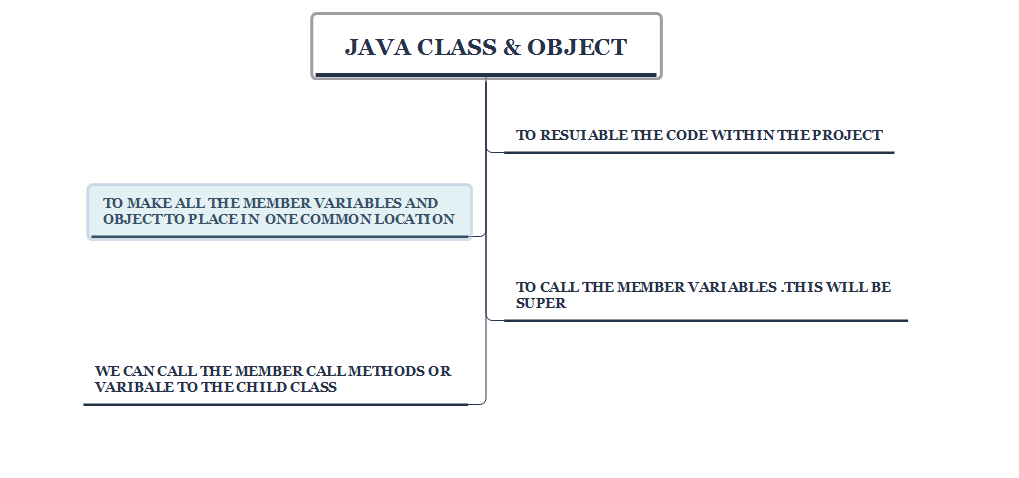 JAVA CLASS & OBJECT
TO RESUIABLE THE CODE WITHIN THE PROJECT
TO MAKE ALL THE MEMBER VARIABLES AND
OBJECT TO PLACE IN ONE COMMON LOCATION
TO CALL THE MEMBER VARIABLES .THIS WILL BE
SUPER
WE CAN CALL THE MEMBER CALL METHODS OR
VARIBALE TO THE CHILD CLASS